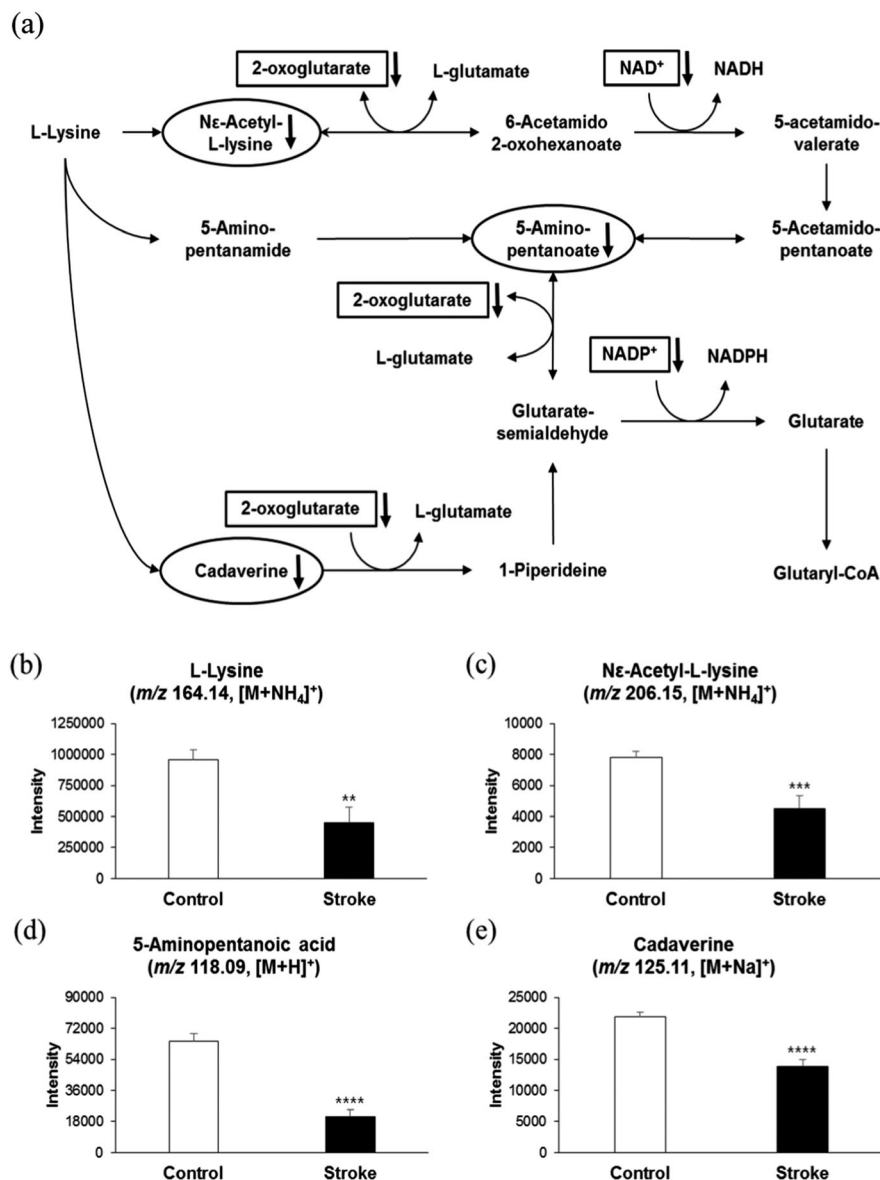 (a)
2-oxoglutarate
L-glutamate
NAD+
NADH
L-Lysine
Nε-Acetyl-
L-lysine
6-Acetamido
2-oxohexanoate
5-acetamido-
valerate
5-Amino-
pentanamide
5-Amino-
pentanoate
5-Acetamido-
pentanoate
2-oxoglutarate
L-glutamate
NADP+
NADPH
Glutarate-
semialdehyde
Glutarate
2-oxoglutarate
L-glutamate
Cadaverine
1-Piperideine
Glutaryl-CoA
(b)
L-Lysine
(m/z 164.14, [M+NH4]+)
Intensity
1250000
1000000
750000
500000
250000
0
**
Control
Stroke
(c)
Nε-Acetyl-L-lysine
(m/z 206.15, [M+NH4]+)
Intensity
10000
8000
6000
4000
2000
0
***
Control
Stroke
(d)
5-Aminopentanoic acid
(m/z 118.09, [M+H]+)
Intensity
90000
72000
54000
36000
18000
0
****
Control
Stroke
(e)
Cadaverine
(m/z 125.11, [M+Na]+)
Intensity
25000
20000
15000
10000
5000
0
****
Control
Stroke